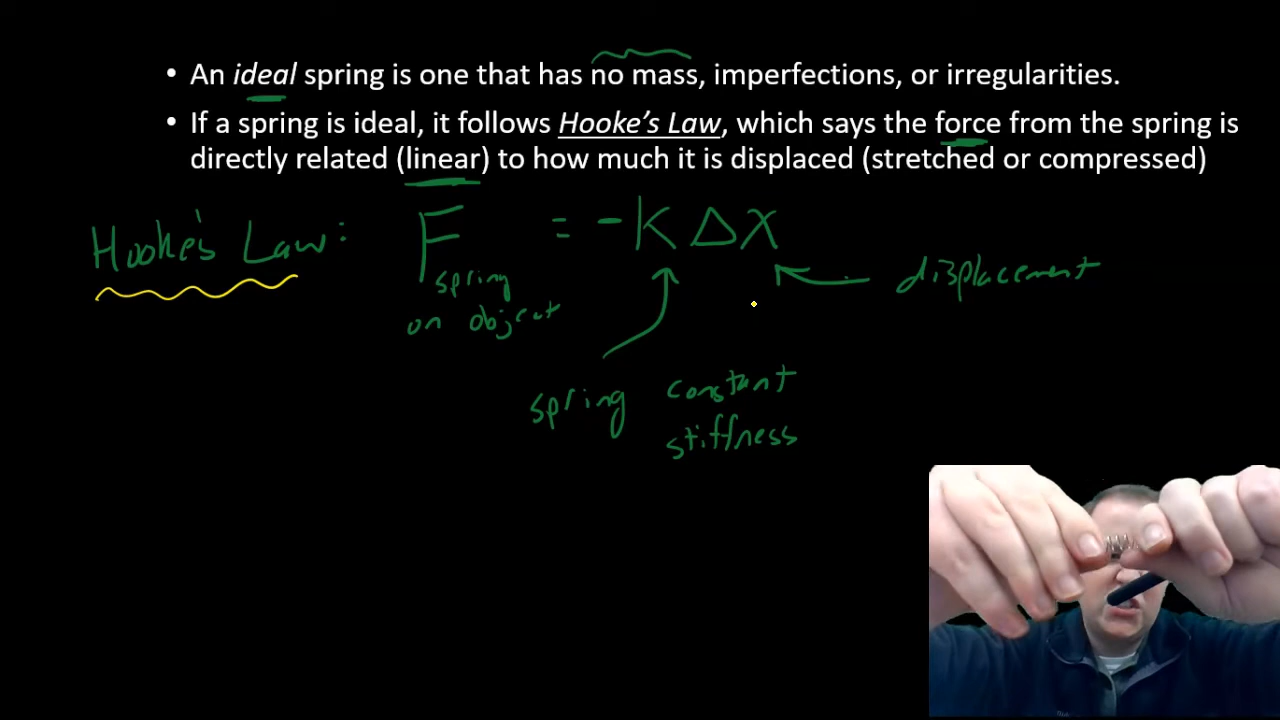 • An ideal spring is one that has no mass, imperfections, or irregularities.
• If a spring is ideal, it follows Hooke's Law, which says the force from the spring is
directly related (linear) to how much it is displaced (stretched or compressed)
Hooke's Law: F spring on object = -K Δx
displacement
spring constant
stiffness